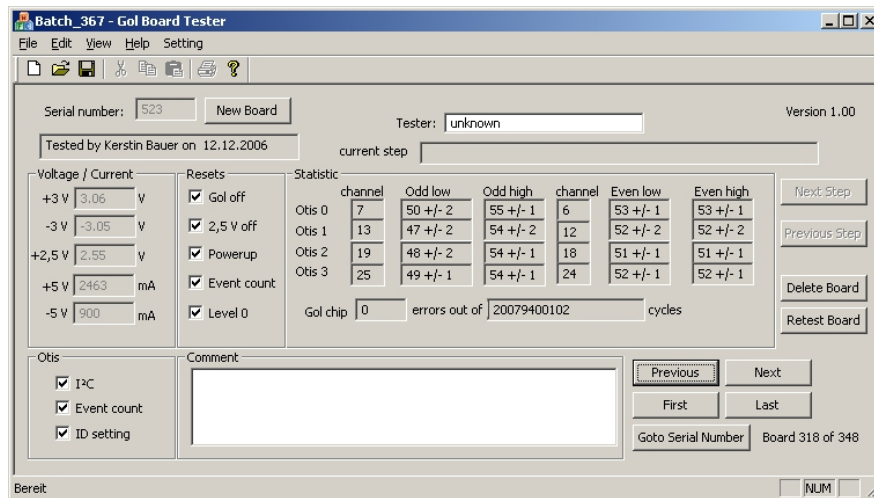 Batch_367 - Gol Board Tester
File Edit View Help Setting
Serial number: 523 New Board
Tester: unknown
Version 1.00
Tested by Kerstin Bauer on 12.12.2006
current step
Voltage / Current
+3 V 3.06 V
-3 V -3.05 V
+2,5 V 2.55 V
+5 V 2463 mA
-5 V 900 mA
Resets
Gol off
2,5 V off
Powerup
Event count
Level 0
Statistic
channel Odd low Odd high channel Even low Even high
Otis 0 7 50 +/- 2 55 +/- 1 6 53 +/- 1 53 +/- 1
Otis 1 13 47 +/- 2 54 +/- 2 12 52 +/- 2 52 +/- 2
Otis 2 19 48 +/- 2 54 +/- 1 18 51 +/- 1 51 +/- 1
Otis 3 25 49 +/- 1 54 +/- 1 24 52 +/- 1 52 +/- 1
Gol chip 0 errors out of 20079400102 cycles
Next Step
Previous Step
Delete Board
Retest Board
Otis
I²C
Event count
ID setting
Comment
Previous Next
First Last
Goto Serial Number Board 318 of 348
Bereit NUM